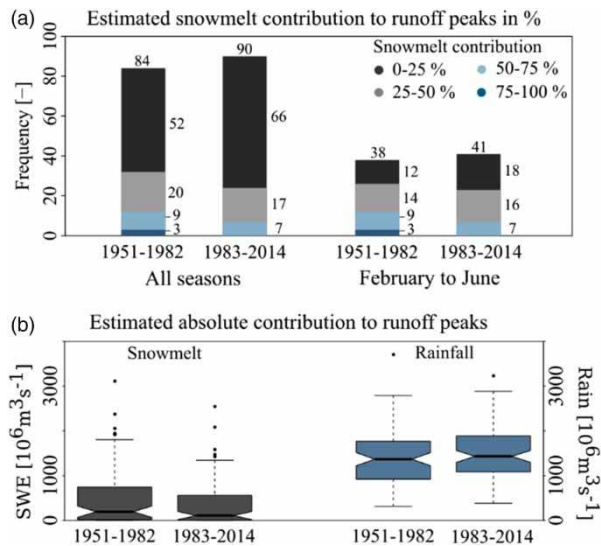 (a) Estimated snowmelt contribution to runoff peaks in %
Frequency [–]
100
80
60
40
20
0
Snowmelt contribution
0-25 % 50-75 %
25-50 % 75-100 %
84
52
20
9
3
90
66
17
7
38
12
14
9
3
41
18
16
7
1951-1982 1983-2014 1951-1982 1983-2014
All seasons February to June
(b) Estimated absolute contribution to runoff peaks
Snowmelt Rainfall
SWE [10⁶m³s⁻¹]
3000
1000
0
Rain [10⁶m³s⁻¹]
3000
1000
0
1951-1982 1983-2014 1951-1982 1983-2014